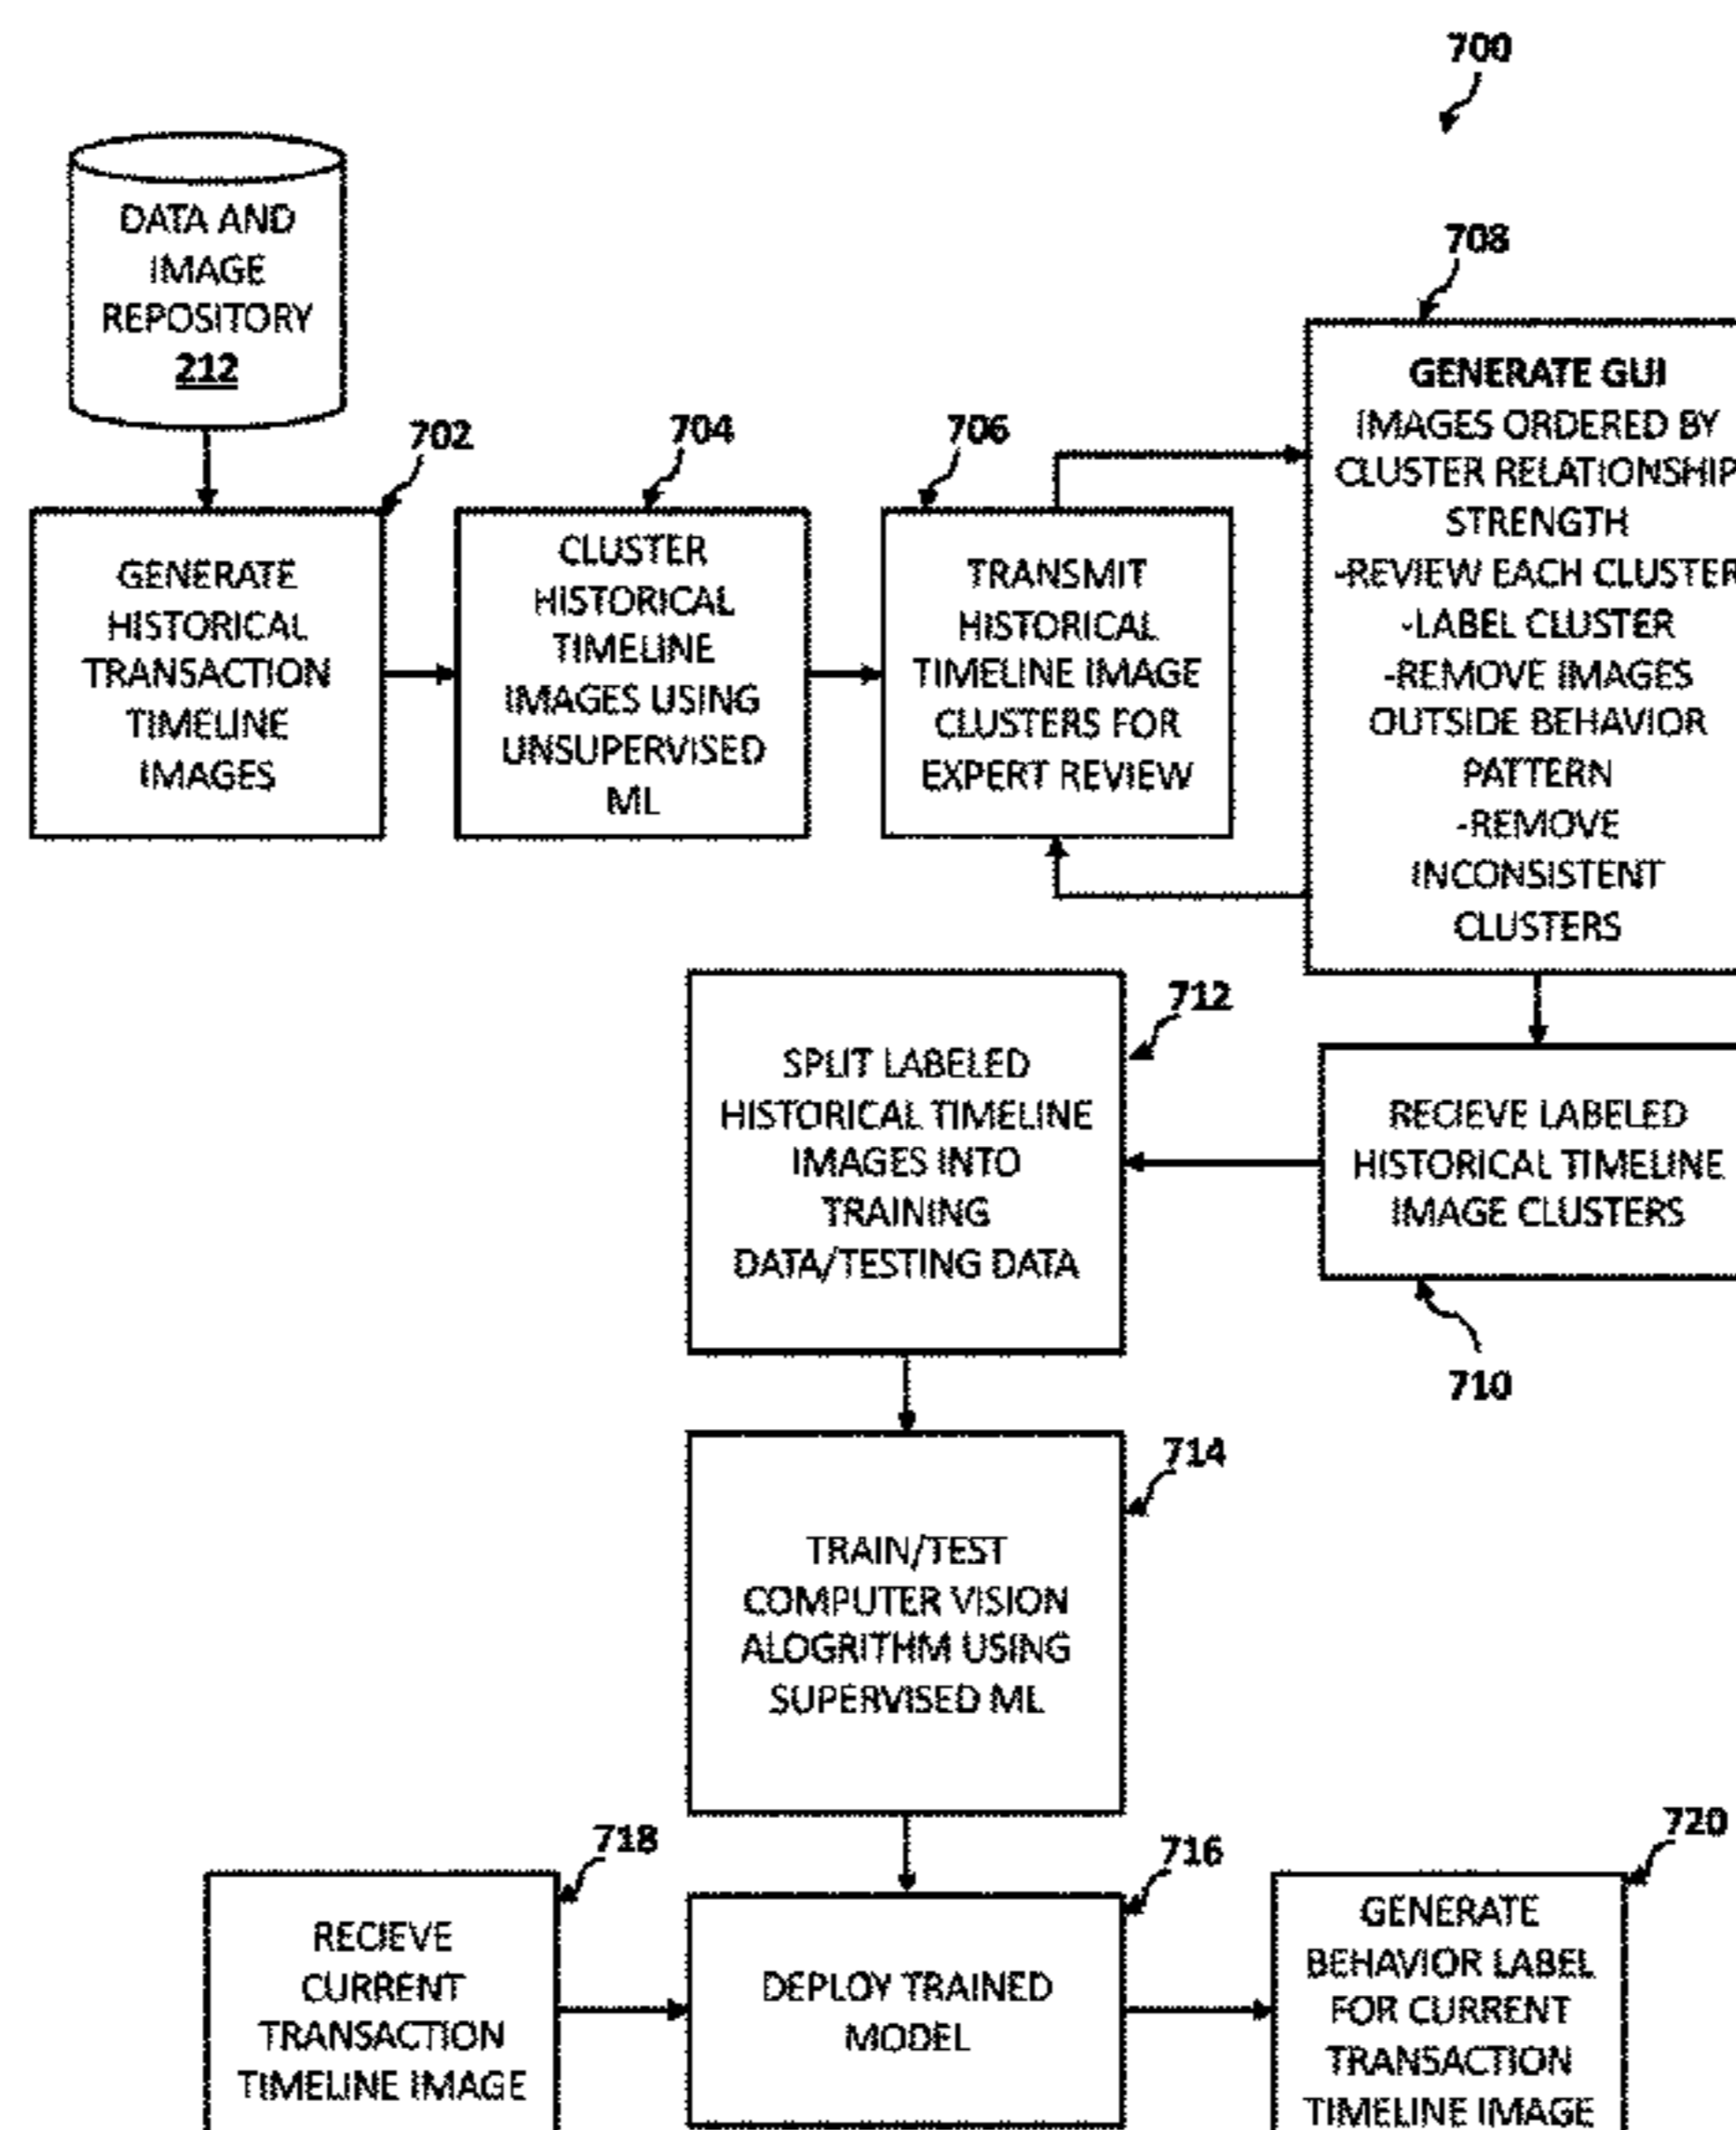 700
DATA AND
IMAGE
REPOSITORY
212
702
GENERATE
HISTORICAL
TRANSACTION
TIMELINE
IMAGES
704
CLUSTER
HISTORICAL
TIMELINE
IMAGES USING
UNSUPERVISED
ML
706
TRANSMIT
HISTORICAL
TIMELINE IMAGE
CLUSTERS FOR
EXPERT REVIEW
708
GENERATE GUI
IMAGES ORDERED BY
CLUSTER RELATIONSHIP
STRENGTH
-REVIEW EACH CLUSTER
-LABEL CLUSTER
-REMOVE IMAGES
OUTSIDE BEHAVIOR
PATTERN
-REMOVE
INCONSISTENT
CLUSTERS
RECIEVE LABELED
HISTORICAL TIMELINE
IMAGE CLUSTERS
710
712
SPLIT LABELED
HISTORICAL TIMELINE
IMAGES INTO
TRAINING
DATA/TESTING DATA
714
TRAIN/TEST
COMPUTER VISION
ALOGRITHM USING
SUPERVISED ML
718
RECIEVE
CURRENT
TRANSACTION
TIMELINE IMAGE
716
DEPLOY TRAINED
MODEL
720
GENERATE
BEHAVIOR LABEL
FOR CURRENT
TRANSACTION
TIMELINE IMAGE